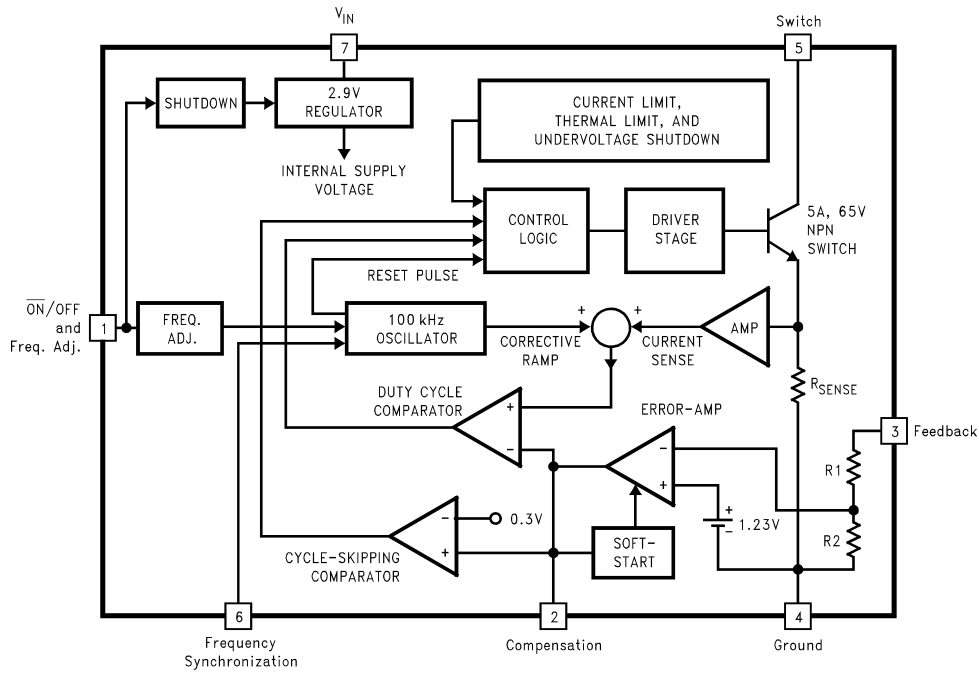 V_IN
Switch
7
5
SHUTDOWN
2.9V
REGULATOR
CURRENT LIMIT,
THERMAL LIMIT, AND
UNDERVOLTAGE SHUTDOWN
INTERNAL SUPPLY
VOLTAGE
CONTROL
LOGIC
DRIVER
STAGE
5A, 65V
NPN
SWITCH
RESET PULSE
ON/OFF
and
Freq. Adj.
1
FREQ.
ADJ.
100 kHz
OSCILLATOR
+
+
CORRECTIVE
RAMP
CURRENT
SENSE
AMP
R_SENSE
DUTY CYCLE
COMPARATOR
+
−
ERROR-AMP
−
+
3
Feedback
R1
+
−
1.23V
R2
−
+
0.3V
CYCLE-SKIPPING
COMPARATOR
SOFT-
START
6
2
4
Frequency
Synchronization
Compensation
Ground